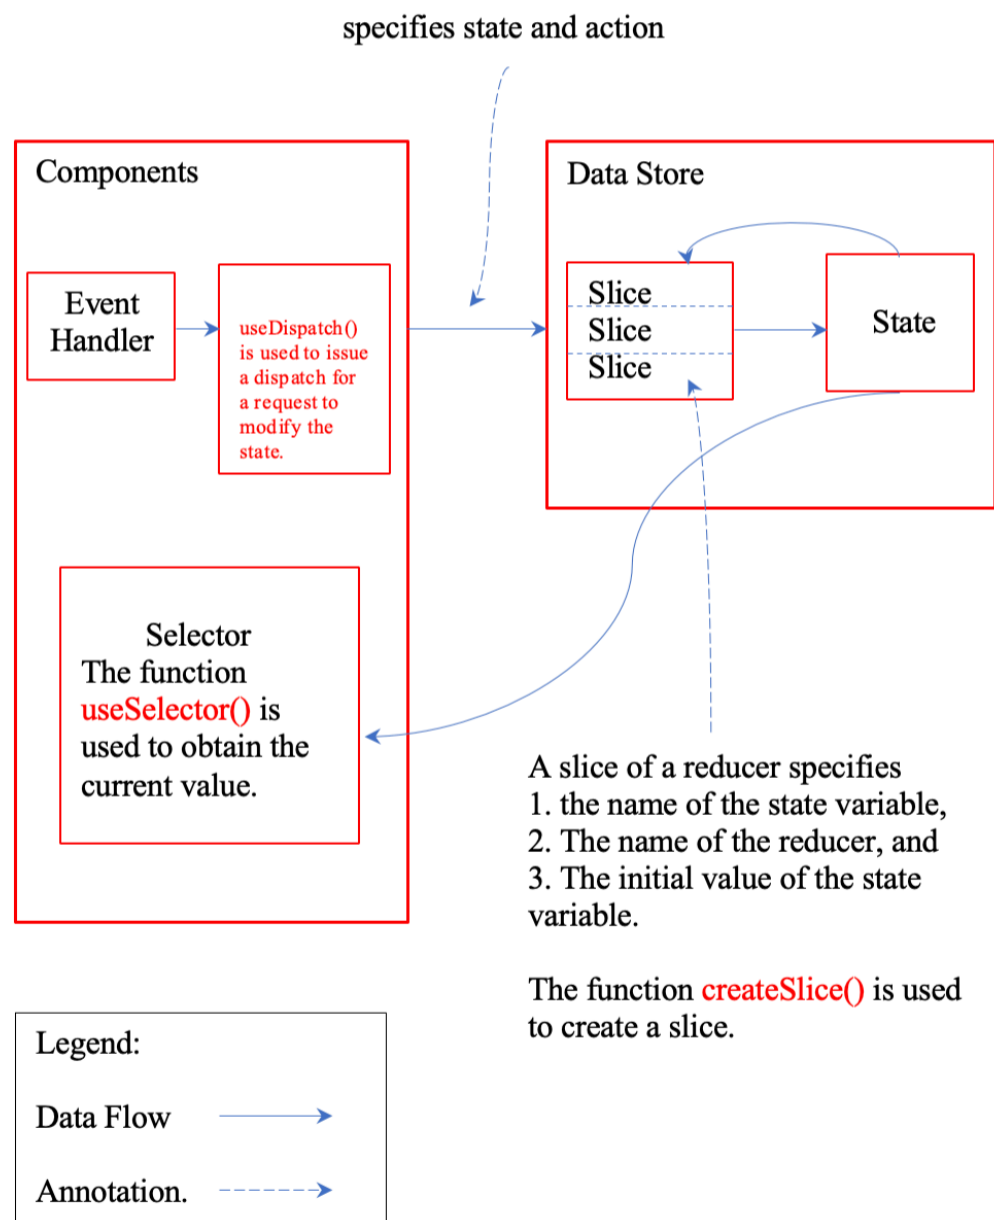 specifies state and action
Components
Event
Handler
useDispatch()
is used to issue
a dispatch for
a request to
modify the
state.
Data Store
Slice
Slice
Slice
State
Selector
The function
useSelector() is
used to obtain the
current value.
A slice of a reducer specifies
1. the name of the state variable,
2. The name of the reducer, and
3. The initial value of the state
variable.
The function createSlice() is used
to create a slice.
Legend:
Data Flow
Annotation.